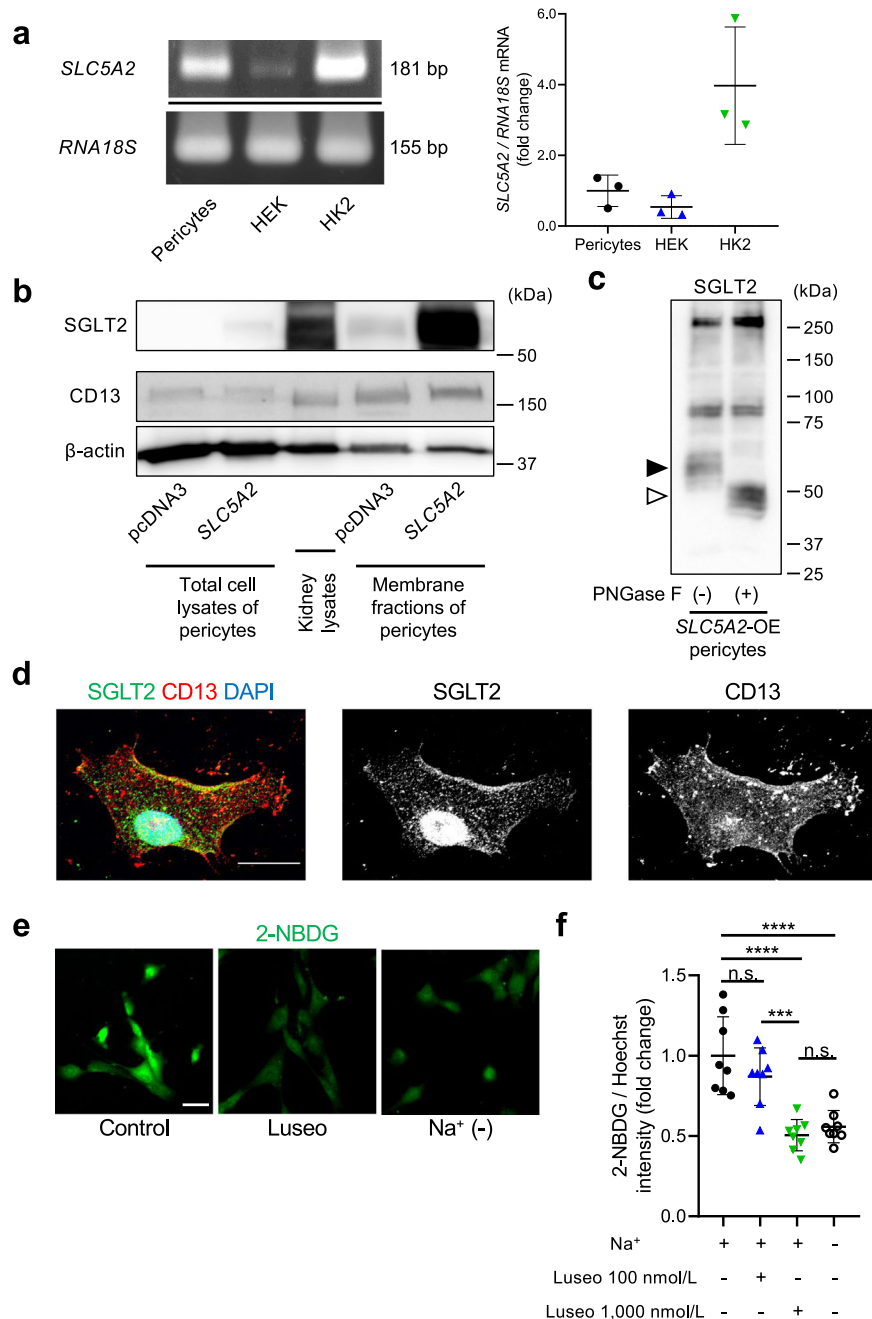 a
SLC5A2
181 bp
RNA18S
155 bp
Pericytes
HEK
HK2
SLC5A2 / RNA18S mRNA
(fold change)
6.0
4.0
2.0
0.0
Pericytes
HEK
HK2
b
(kDa)
SGLT2
50
CD13
150
β-actin
37
pcDNA3
SLC5A2
pcDNA3
SLC5A2
Total cell
lysates of
pericytes
Kidney
lysates
Membrane
fractions of
pericytes
c
SGLT2
(kDa)
250
150
100
75
50
37
25
PNGase F (-) (+)
SLC5A2-OE
pericytes
d
SGLT2 CD13 DAPI
SGLT2
CD13
e
2-NBDG
Control
Luseo
Na⁺ (-)
f
****
****
n.s.
***
n.s.
2-NBDG / Hoechst
intensity (fold change)
1.5
1.0
0.5
0.0
Na⁺ + + + -
Luseo 100 nmol/L - + - -
Luseo 1,000 nmol/L - - + -